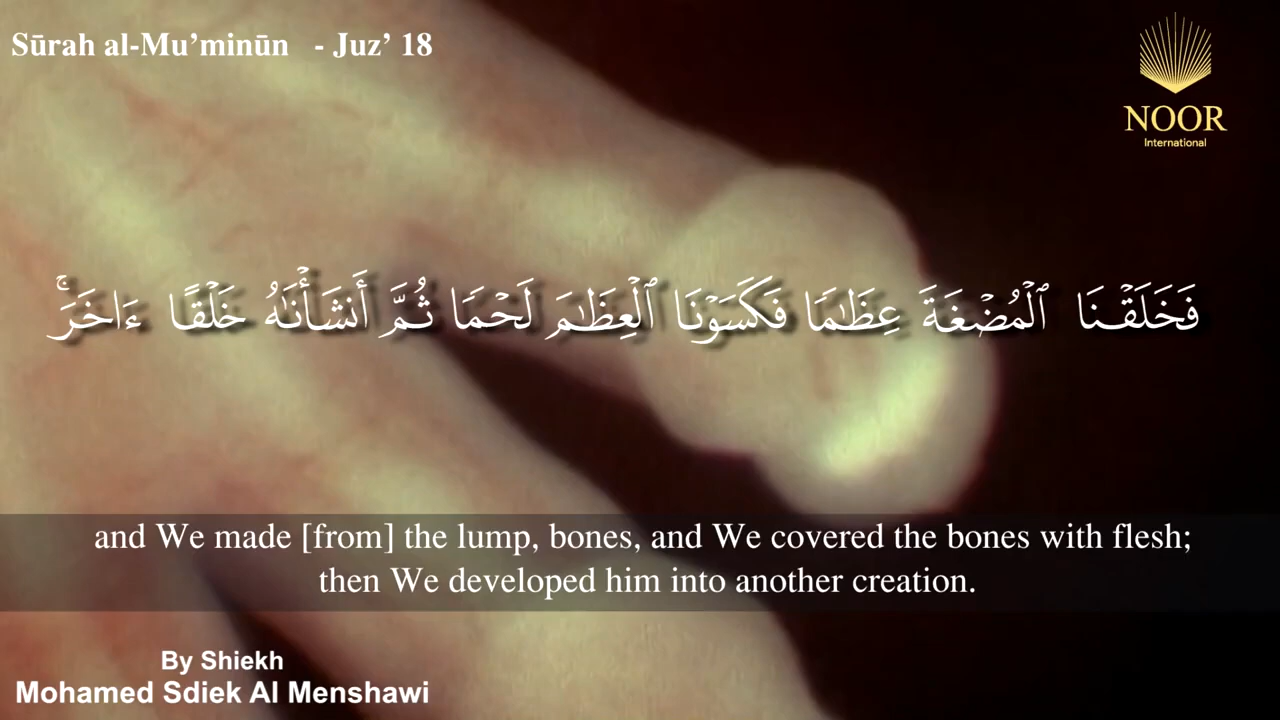 Sūrah al-Mu’minūn - Juz’ 18
NOOR
International
فَخَلَقۡنَا ٱلۡمُضۡغَةَ عِظَٰمٗا فَكَسَوۡنَا ٱلۡعِظَٰمَ لَحۡمٗا ثُمَّ أَنشَأۡنَٰهُ خَلۡقًا ءَاخَرَۚ
and We made [from] the lump, bones, and We covered the bones with flesh;
then We developed him into another creation.
By Shiekh
Mohamed Sdiek Al Menshawi